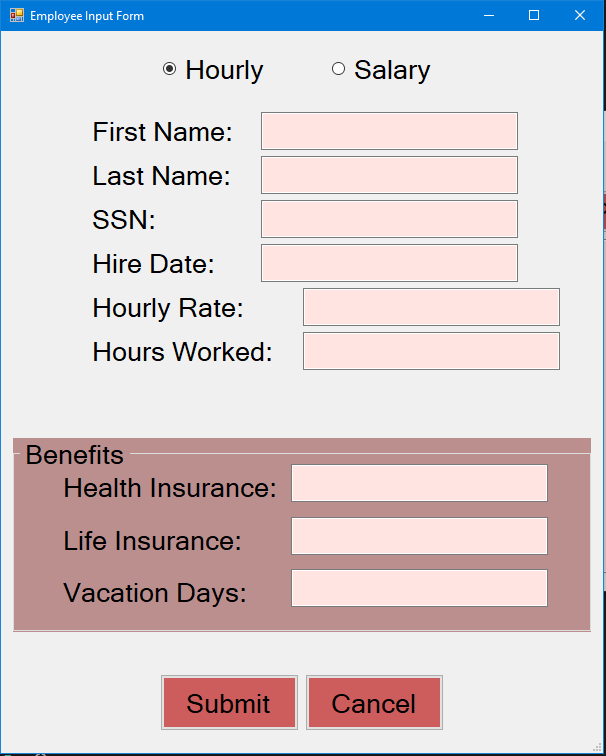 Employee Input Form
Hourly Salary
First Name:
Last Name:
SSN:
Hire Date:
Hourly Rate:
Hours Worked:
Benefits
Health Insurance:
Life Insurance:
Vacation Days:
Submit Cancel